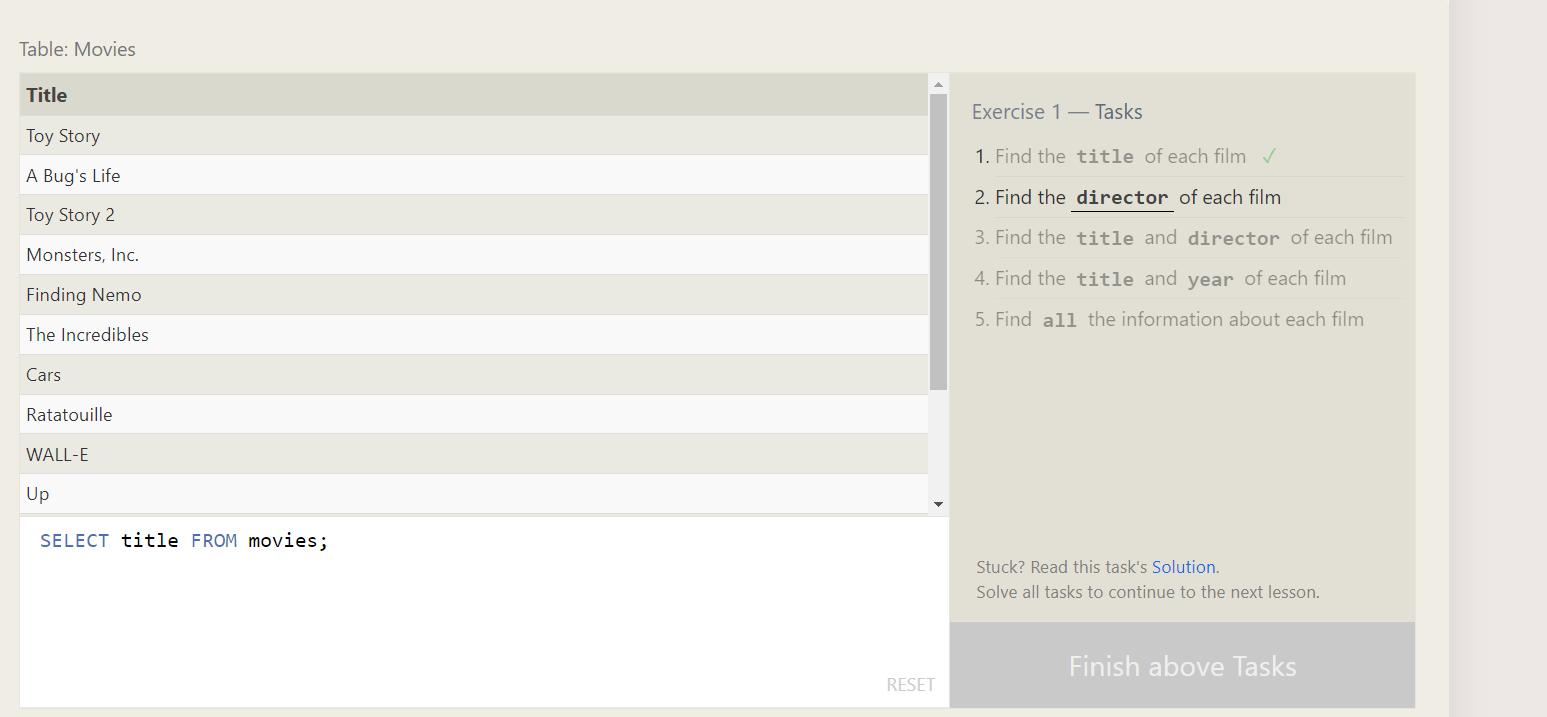 Table: Movies
Title
Toy Story
A Bug's Life
Toy Story 2
Monsters, Inc.
Finding Nemo
The Incredibles
Cars
Ratatouille
WALL-E
Up
SELECT title FROM movies;
RESET
Exercise 1 — Tasks
1. Find the title of each film ✓
2. Find the director of each film
3. Find the title and director of each film
4. Find the title and year of each film
5. Find all the information about each film
Stuck? Read this task's Solution.
Solve all tasks to continue to the next lesson.
Finish above Tasks